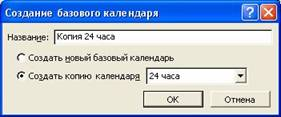 Создание базового календаря
Название: Копия 24 часа
Создать новый базовый календарь
Создать копию календаря 24 часа
OK Отмена